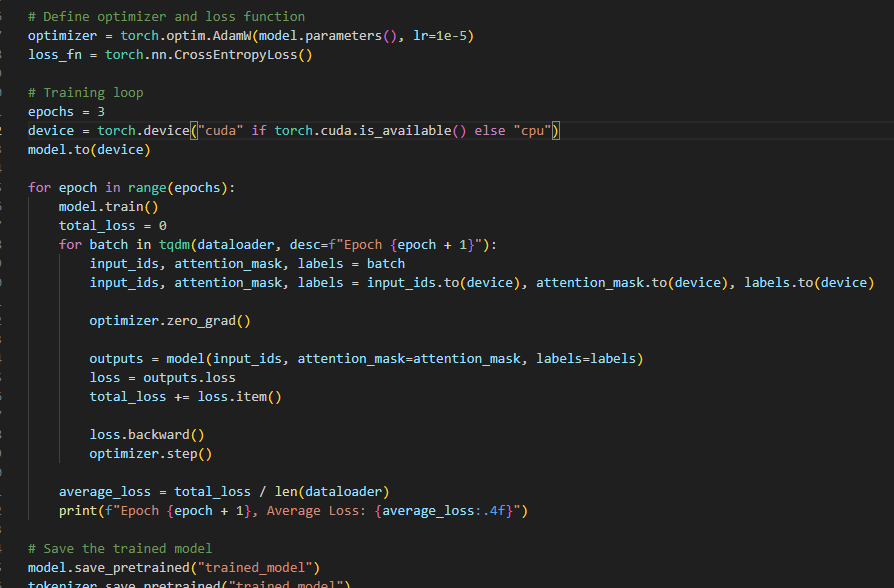 # Define optimizer and loss function
optimizer = torch.optim.AdamW(model.parameters(), lr=1e-5)
loss_fn = torch.nn.CrossEntropyLoss()
# Training loop
epochs = 3
device = torch.device("cuda" if torch.cuda.is_available() else "cpu")
model.to(device)
for epoch in range(epochs):
    model.train()
    total_loss = 0
    for batch in tqdm(dataloader, desc=f"Epoch {epoch + 1}"):
        input_ids, attention_mask, labels = batch
        input_ids, attention_mask, labels = input_ids.to(device), attention_mask.to(device), labels.to(device)
        optimizer.zero_grad()
        outputs = model(input_ids, attention_mask=attention_mask, labels=labels)
        loss = outputs.loss
        total_loss += loss.item()
        loss.backward()
        optimizer.step()
    average_loss = total_loss / len(dataloader)
    print(f"Epoch {epoch + 1}, Average Loss: {average_loss:.4f}")
# Save the trained model
model.save_pretrained("trained_model")
tokenizer.save_pretrained("trained_model")